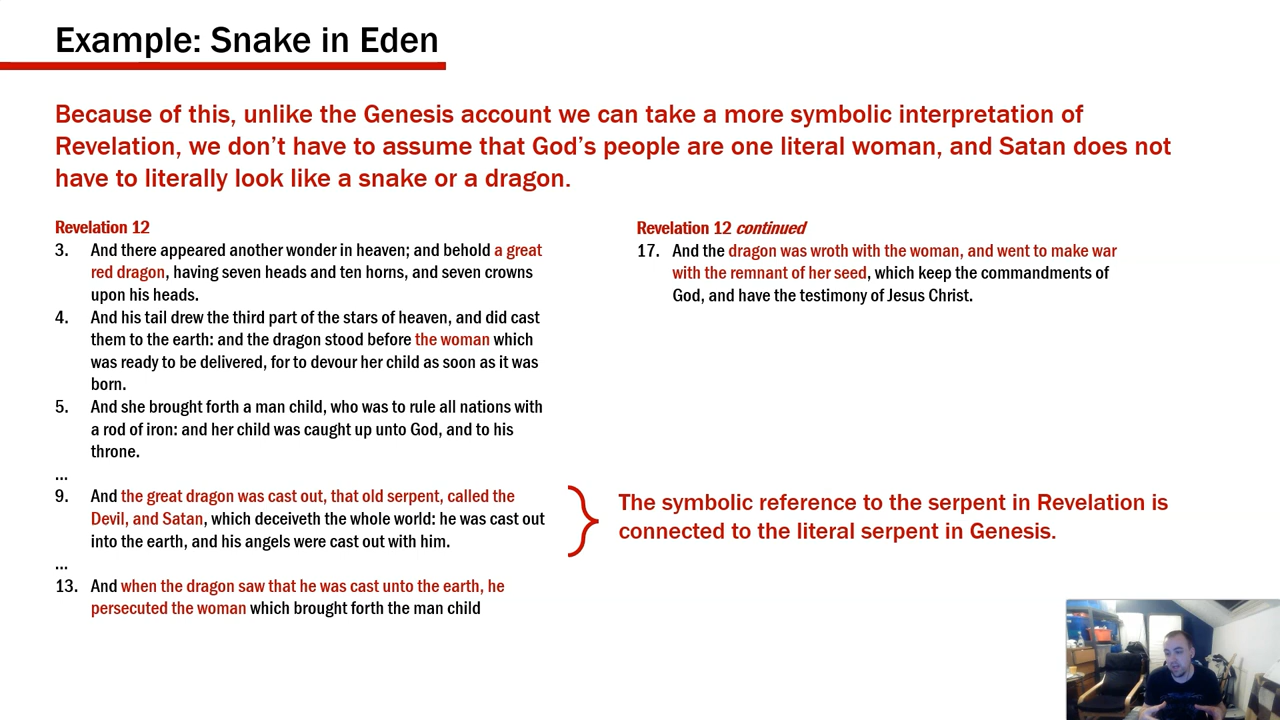 Example: Snake in Eden
Because of this, unlike the Genesis account we can take a more symbolic interpretation of
Revelation, we don’t have to assume that God’s people are one literal woman, and Satan does not
have to literally look like a snake or a dragon.
Revelation 12
3. And there appeared another wonder in heaven; and behold a great
red dragon, having seven heads and ten horns, and seven crowns
upon his heads.
4. And his tail drew the third part of the stars of heaven, and did cast
them to the earth: and the dragon stood before the woman which
was ready to be delivered, for to devour her child as soon as it was
born.
5. And she brought forth a man child, who was to rule all nations with
a rod of iron: and her child was caught up unto God, and to his
throne.
...
9. And the great dragon was cast out, that old serpent, called the
Devil, and Satan, which deceiveth the whole world: he was cast out
into the earth, and his angels were cast out with him.
...
13. And when the dragon saw that he was cast unto the earth, he
persecuted the woman which brought forth the man child
Revelation 12 continued
17. And the dragon was wroth with the woman, and went to make war
with the remnant of her seed, which keep the commandments of
God, and have the testimony of Jesus Christ.
The symbolic reference to the serpent in Revelation is
connected to the literal serpent in Genesis.